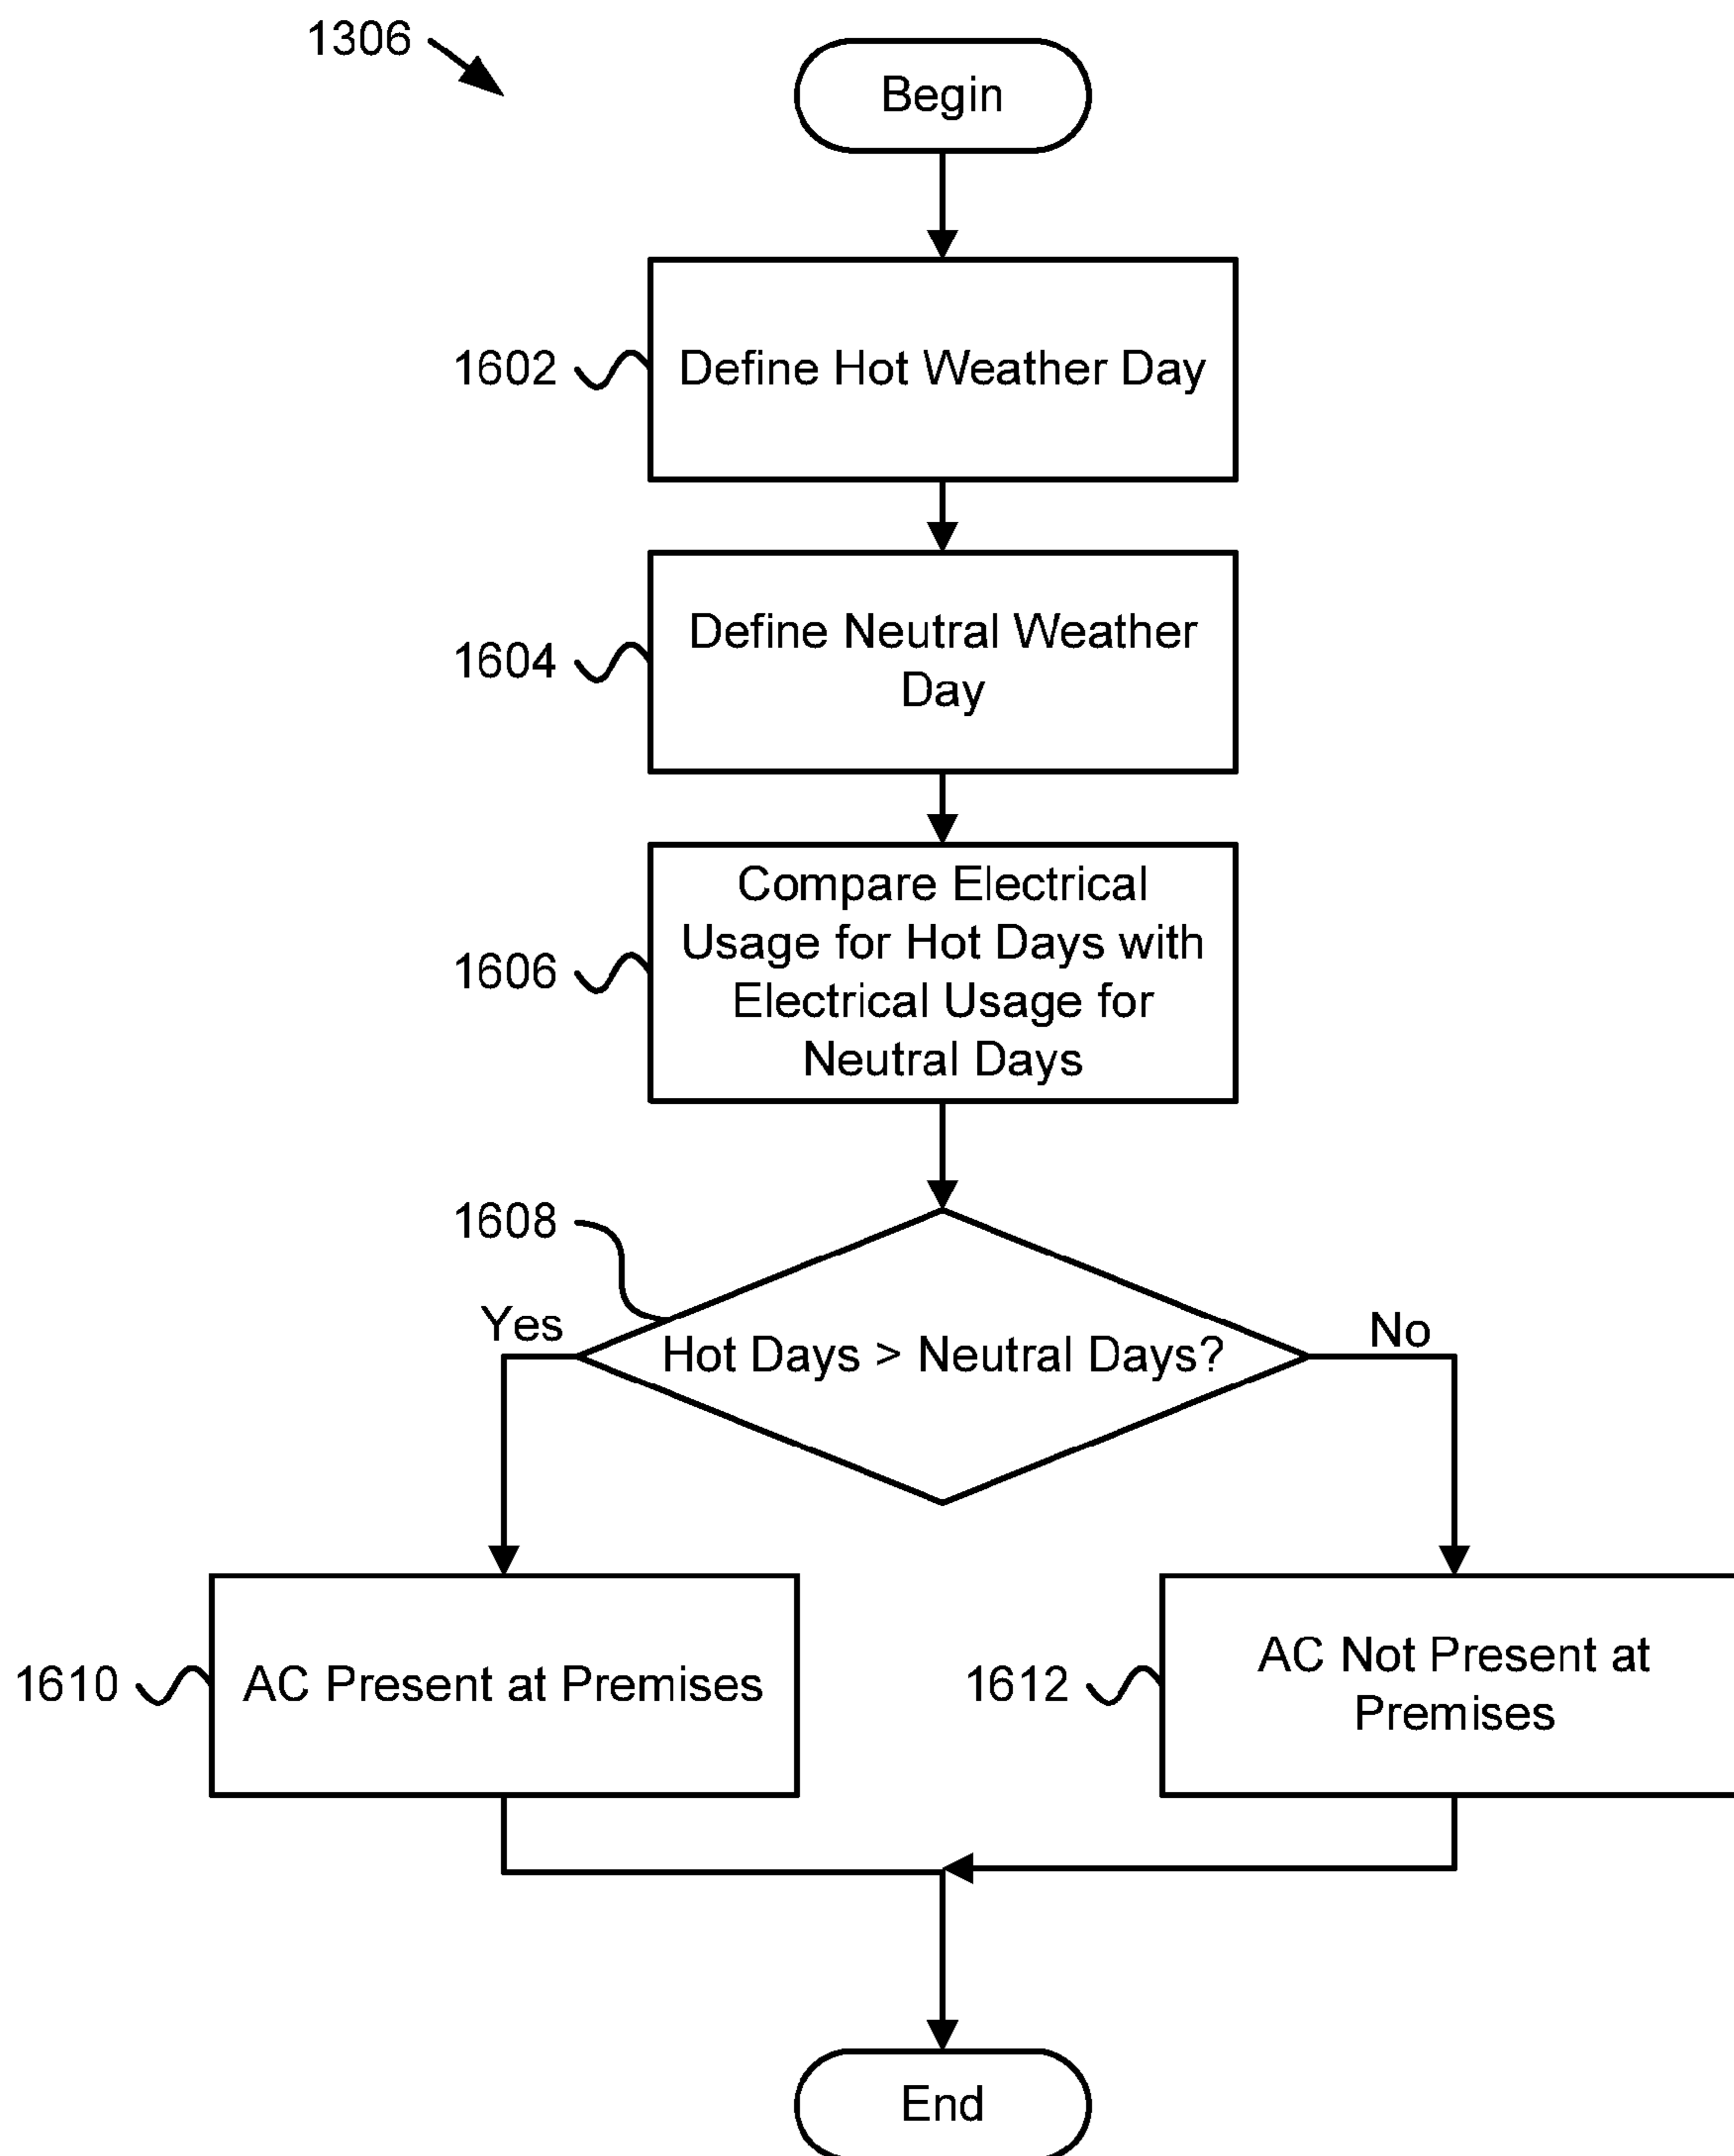 1306
Begin
1602
Define Hot Weather Day
1604
Define Neutral Weather
Day
1606
Compare Electrical
Usage for Hot Days with
Electrical Usage for
Neutral Days
1608
Yes
Hot Days > Neutral Days?
No
1610
AC Present at Premises
1612
AC Not Present at
Premises
End